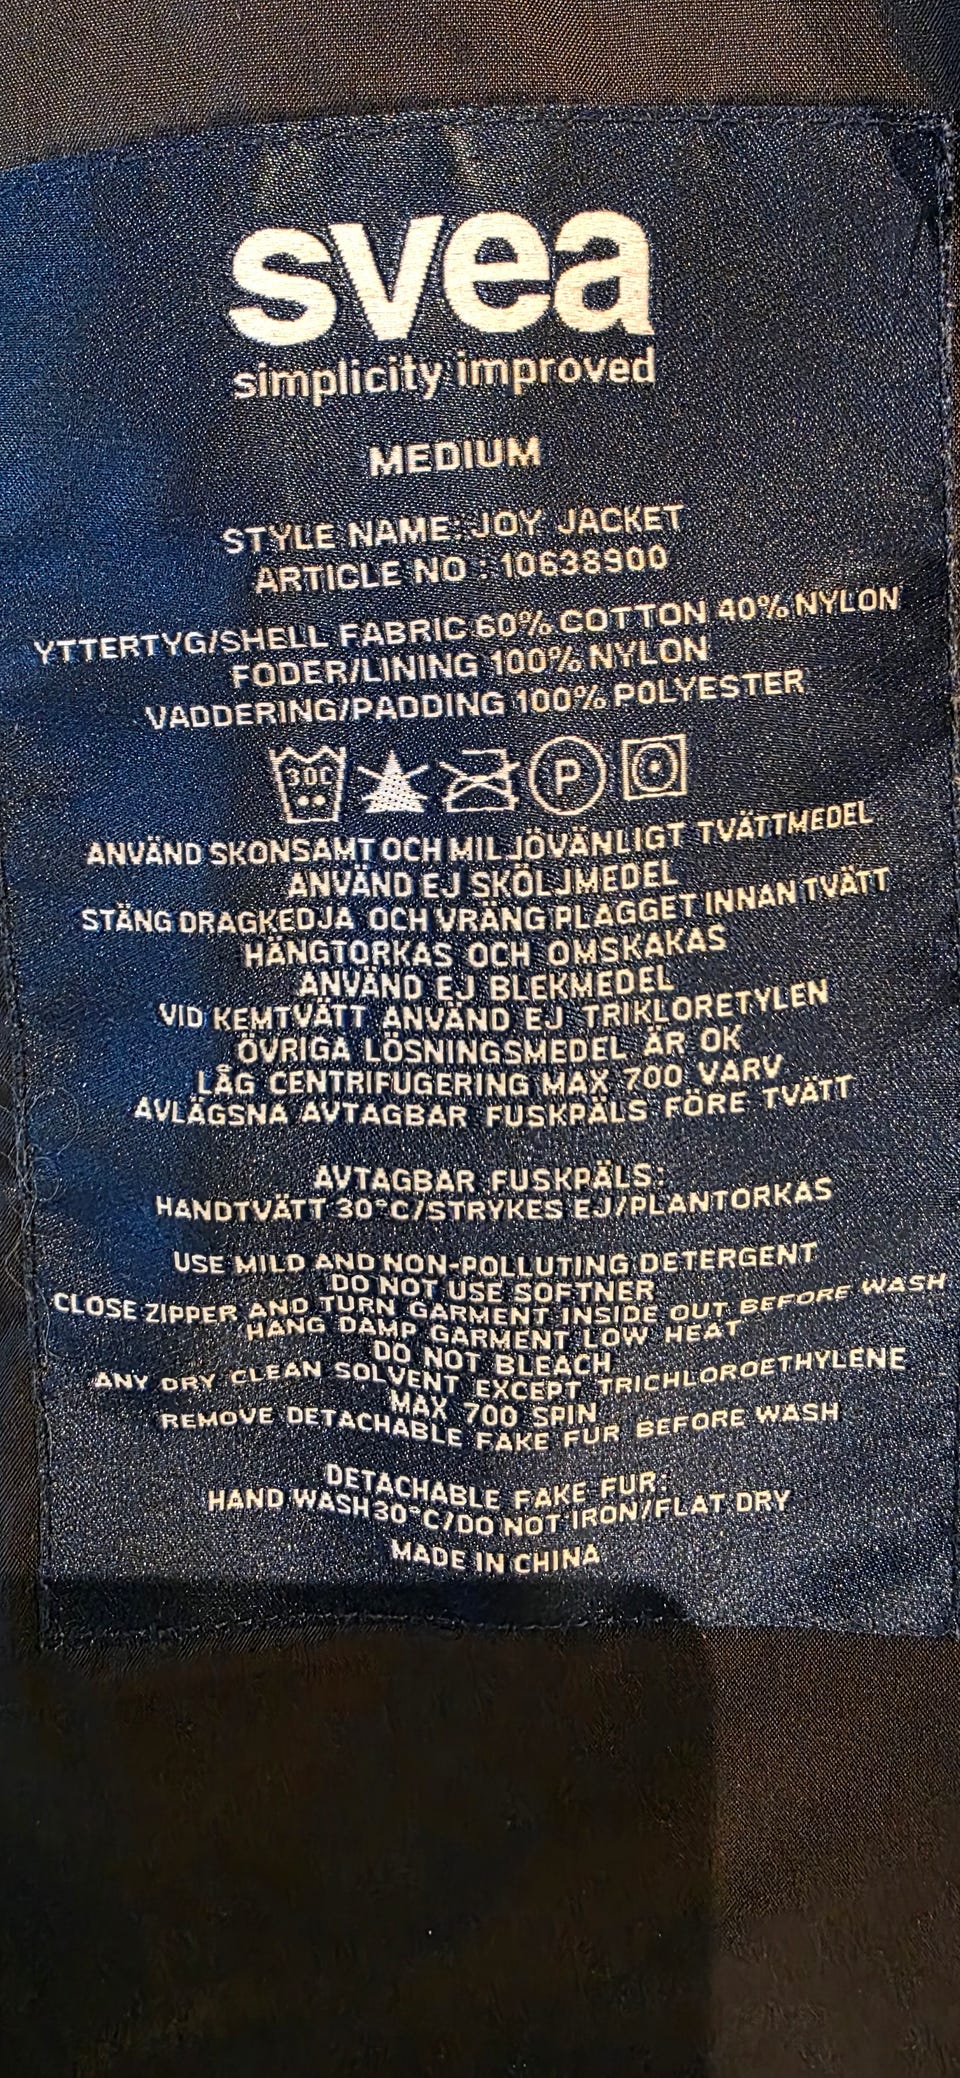 svea
simplicity improved
MEDIUM
STYLE NAME: JOY JACKET
ARTICLE NO : 10638900
YTTERTYG/SHELL FABRIC 60% COTTON 40% NYLON
FODER/LINING 100% NYLON
VADDERING/PADDING 100% POLYESTER
30C P
ANVÄND SKONSAMT OCH MILJÖVÄNLIGT TVÄTTMEDEL
ANVÄND EJ SKÖLJMEDEL
STÄNG DRAGKEDJA OCH VRÄNG PLAGGET INNAN TVÄTT
HÄNGTORKAS OCH OMSKAKAS
ANVÄND EJ BLEKMEDEL
VID KEMTVÄTT ANVÄND EJ TRIKLORETYLEN
ÖVRIGA LÖSNINGSMEDEL ÄR OK
LÅG CENTRIFUGERING MAX 700 VARV
AVLÄGSNA AVTAGBAR FUSKPÄLS FÖRE TVÄTT
AVTAGBAR FUSKPÄLS:
HANDTVÄTT 30°C/STRYKES EJ/PLANTORKAS
USE MILD AND NON-POLLUTING DETERGENT
DO NOT USE SOFTNER
CLOSE ZIPPER AND TURN GARMENT INSIDE OUT BEFORE WASH
HANG DAMP GARMENT LOW HEAT
DO NOT BLEACH
ANY DRY CLEAN SOLVENT EXCEPT TRICHLOROETHYLENE
MAX 700 SPIN
REMOVE DETACHABLE FAKE FUR BEFORE WASH
DETACHABLE FAKE FUR:
HAND WASH 30°C/DO NOT IRON/FLAT DRY
MADE IN CHINA